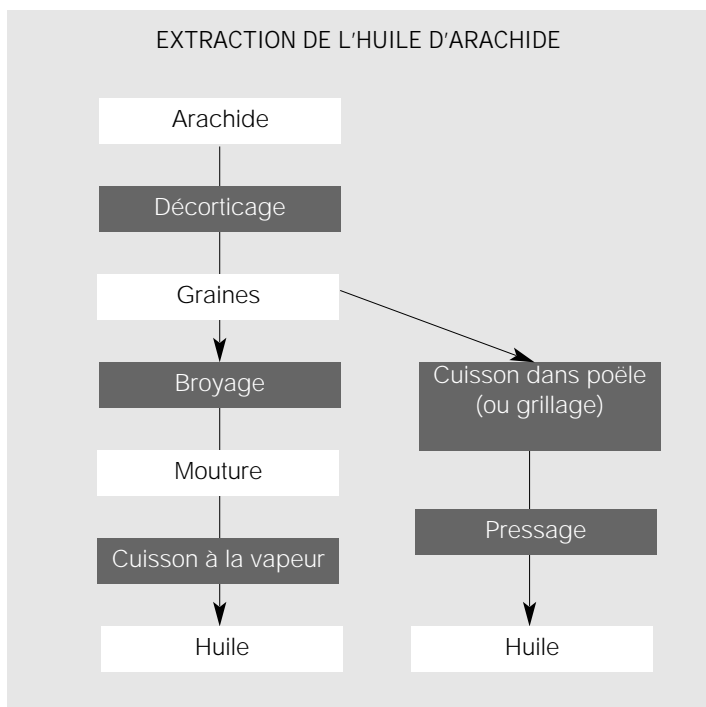 EXTRACTION DE L'HUILE D'ARACHIDE
Arachide
Décorticage
Graines
Broyage
Mouture
Cuisson à la vapeur
Huile
Cuisson dans poële
(ou grillage)
Pressage
Huile